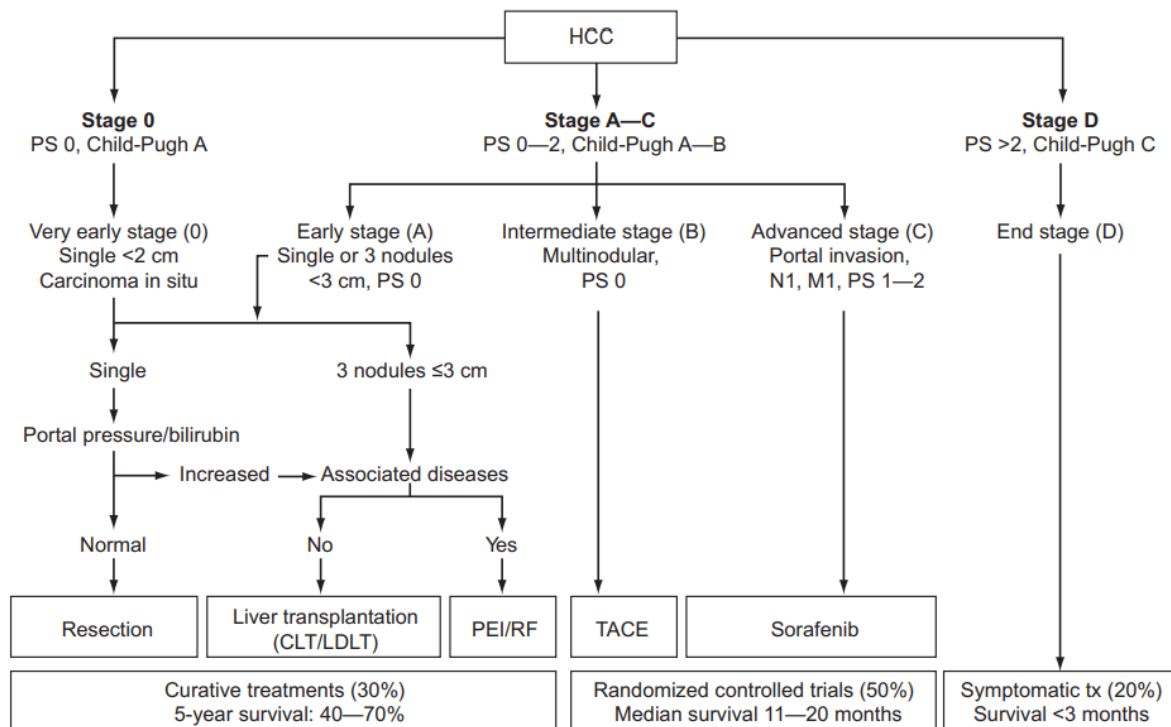 HCC
Stage 0
PS 0, Child-Pugh A
Stage A—C
PS 0—2, Child-Pugh A—B
Stage D
PS >2, Child-Pugh C
Very early stage (0)
Single <2 cm
Carcinoma in situ
Early stage (A)
Single or 3 nodules
<3 cm, PS 0
Intermediate stage (B)
Multinodular,
PS 0
Advanced stage (C)
Portal invasion,
N1, M1, PS 1—2
End stage (D)
Single
3 nodules ≤3 cm
Portal pressure/bilirubin
Increased
Associated diseases
Normal
No
Yes
Resection
Liver transplantation
(CLT/LDLT)
PEI/RF
TACE
Sorafenib
Curative treatments (30%)
5-year survival: 40—70%
Randomized controlled trials (50%)
Median survival 11—20 months
Symptomatic tx (20%)
Survival <3 months